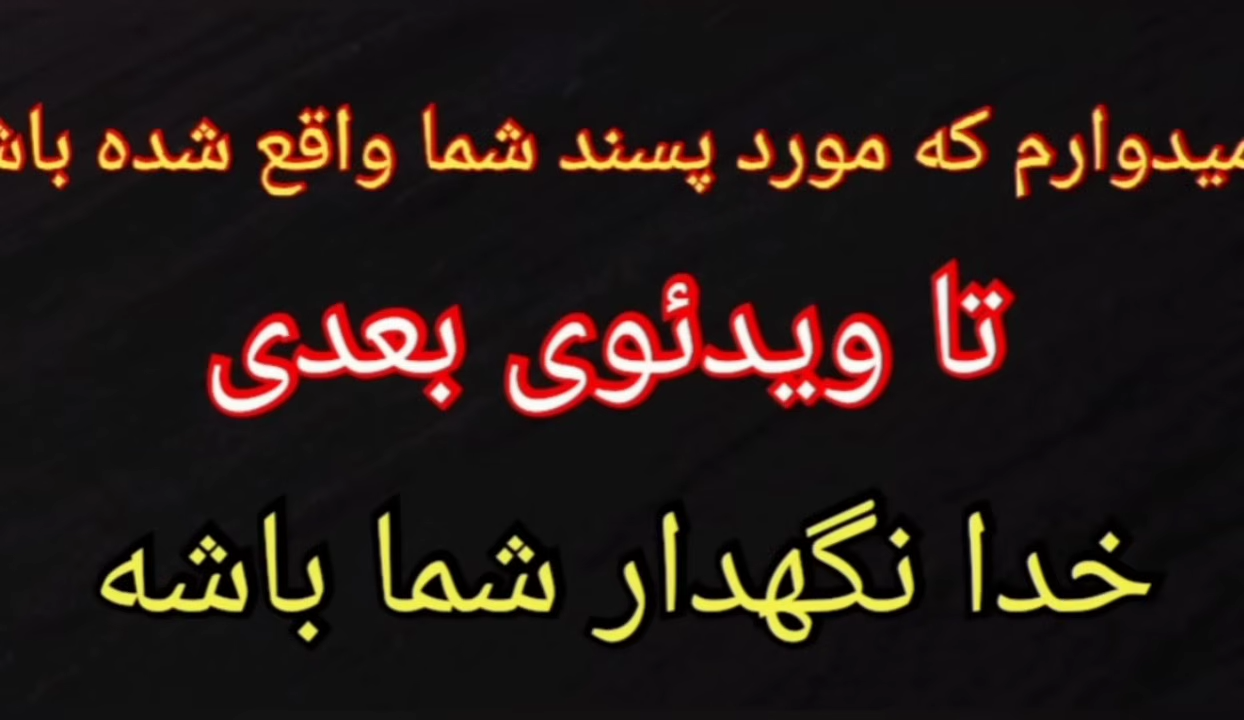 میدوارم که مورد پسند شما واقع شده باش
تا ویدئوی بعدی
خدا نگهدار شما باشه